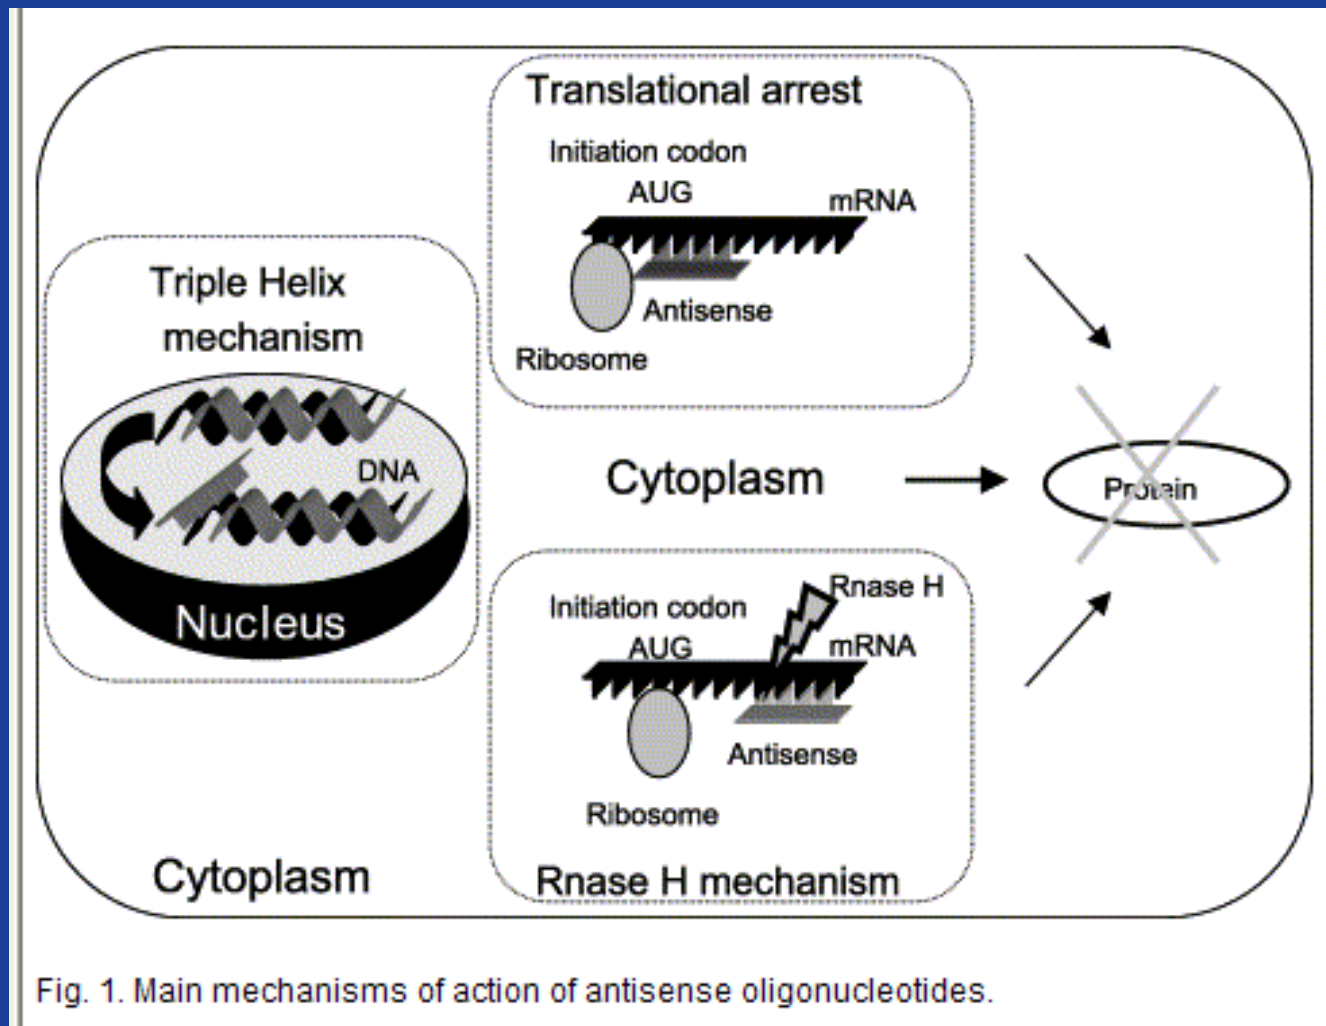 Translational arrest
Initiation codon
AUG
mRNA
Antisense
Ribosome
Triple Helix
mechanism
DNA
Nucleus
Cytoplasm
Protein
Rnase H
Initiation codon
AUG
mRNA
Antisense
Ribosome
Rnase H mechanism
Cytoplasm
Fig. 1. Main mechanisms of action of antisense oligonucleotides.